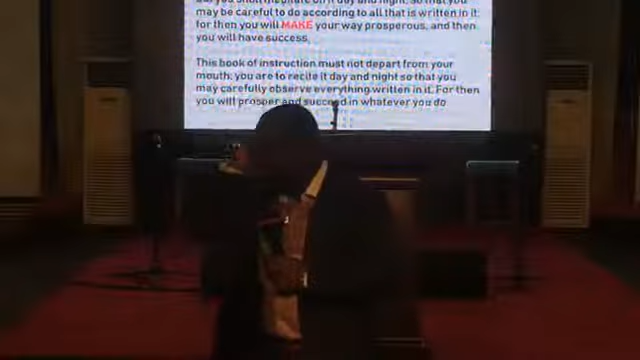 may be careful to do according to all that is written in it.
for then you will MAKE your way prosperous, and then
you will have success.
This book of instruction must not depart from your
mouth; you are to recite it day and night so that you
may carefully observe everything written in it. For then
you will prosper and succeed in whatever you do